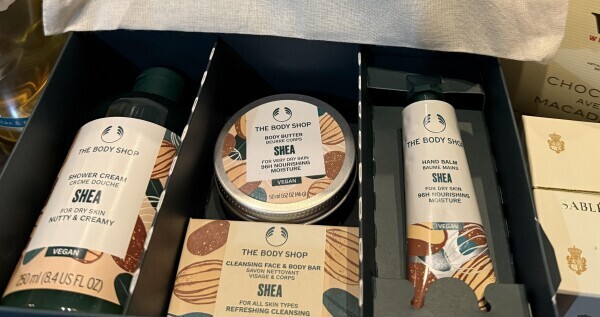 THE BODY SHOP
SHOWER CREAM
CRÈME DOUCHE
SHEA
FOR DRY SKIN
NUTTY & CREAMY
VEGAN
250 ml (8.4 US FL OZ)
THE BODY SHOP
BODY BUTTER
BEURRE CORPS
SHEA
FOR VERY DRY SKIN
96H NOURISHING
MOISTURE
VEGAN
THE BODY SHOP
CLEANSING FACE & BODY BAR
SAVON NETTOYANT
VISAGE & CORPS
SHEA
FOR ALL SKIN TYPES
REFRESHING CLEANSING
THE BODY SHOP
HAND BALM
BAUME MAINS
SHEA
FOR DRY SKIN
96H NOURISHING
MOISTURE
VEGAN
CHOC
AVE
MACADA
SABLÉ